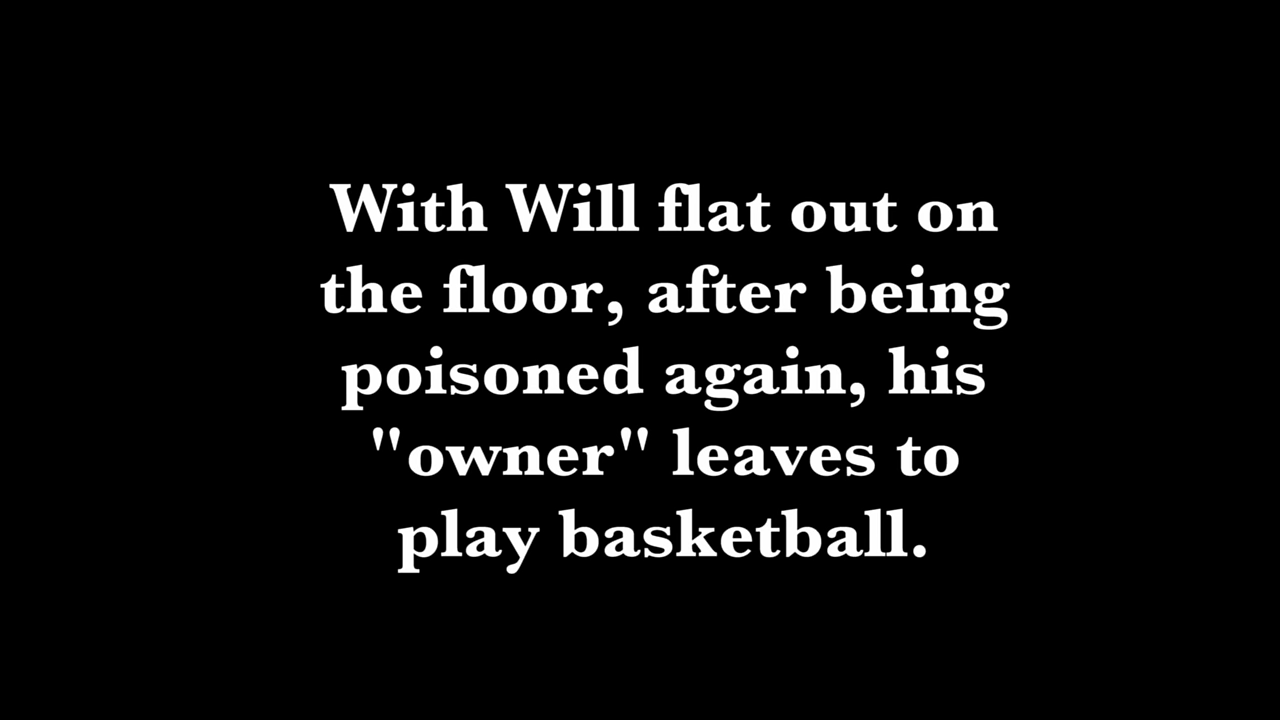 With Will flat out on
the floor, after being
poisoned again, his
"owner" leaves to
play basketball.